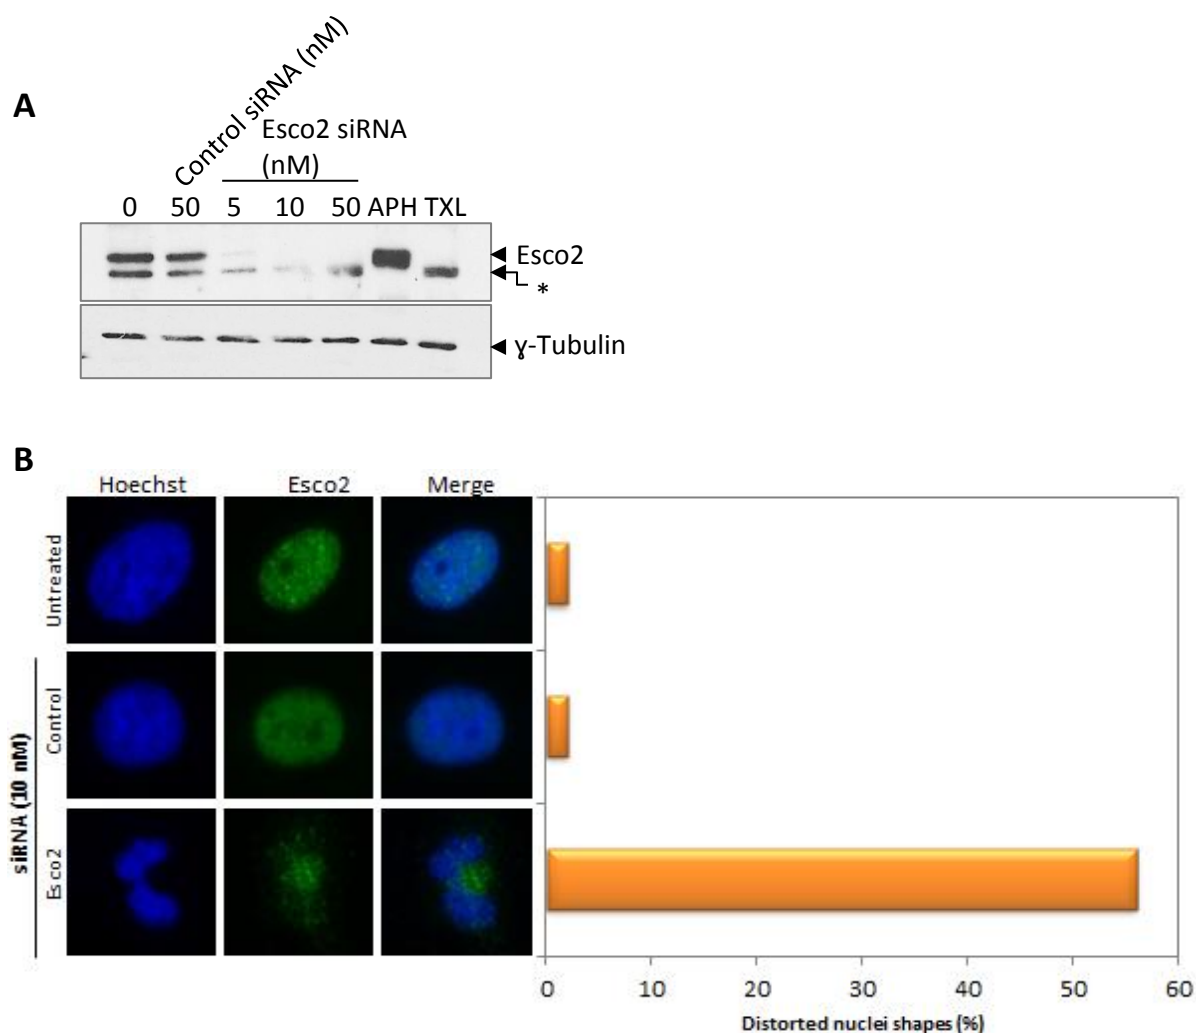 A
Control siRNA (nM)
Esco2 siRNA
(nM)
0 50 5 10 50 APH TXL
Esco2
*
ɣ-Tubulin
B
Hoechst Esco2 Merge
Untreated
Control
Esco2
siRNA (10 nM)
0 10 20 30 40 50 60
Distorted nuclei shapes (%)